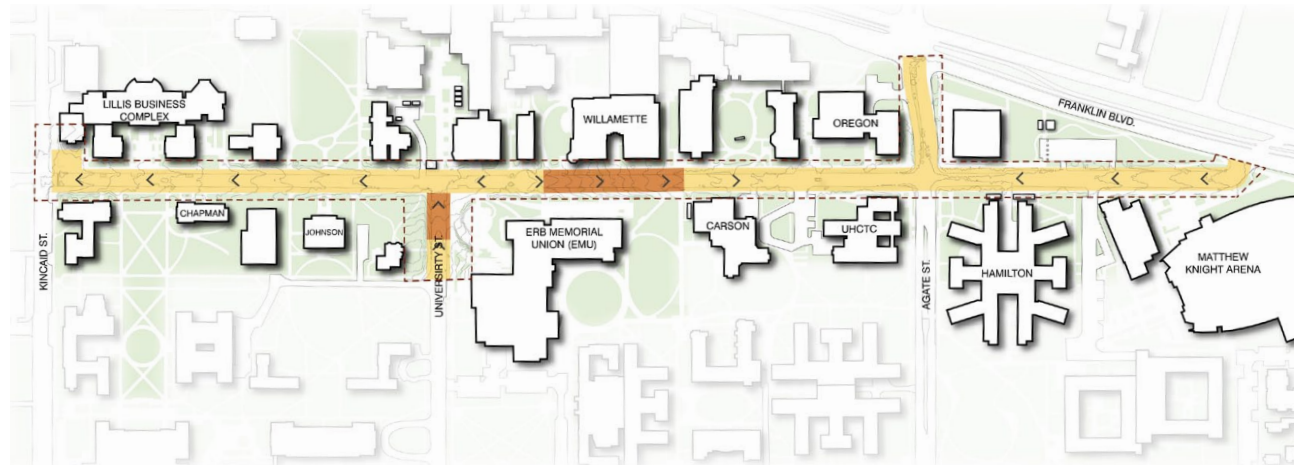 LILLIS BUSINESS
COMPLEX
WILLAMETTE
OREGON
FRANKLIN BLVD.
CHAPMAN
JOHNSON
ERB MEMORIAL
UNION (EMU)
CARSON
UHCTC
HAMILTON
MATTHEW
KNIGHT ARENA
KINCAID ST.
UNIVERSIRTY ST.
AGATE ST.